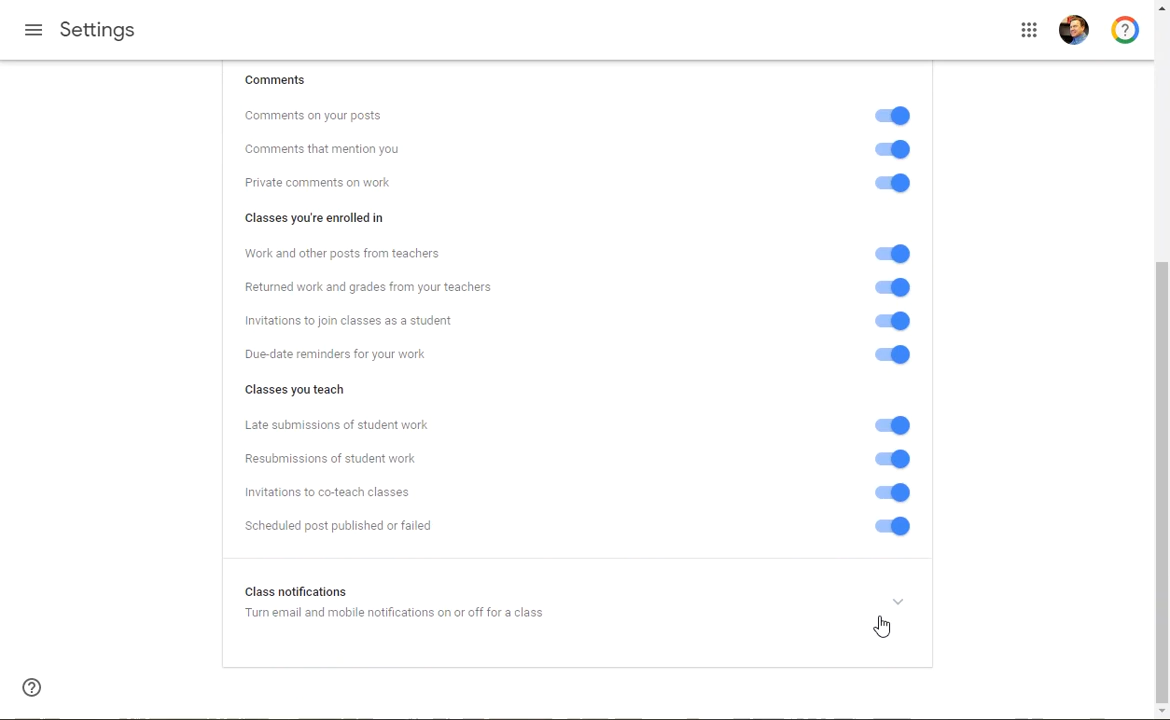 Settings
?
Comments
Comments on your posts
Comments that mention you
Private comments on work
Classes you're enrolled in
Work and other posts from teachers
Returned work and grades from your teachers
Invitations to join classes as a student
Due-date reminders for your work
Classes you teach
Late submissions of student work
Resubmissions of student work
Invitations to co-teach classes
Scheduled post published or failed
Class notifications
Turn email and mobile notifications on or off for a class
?